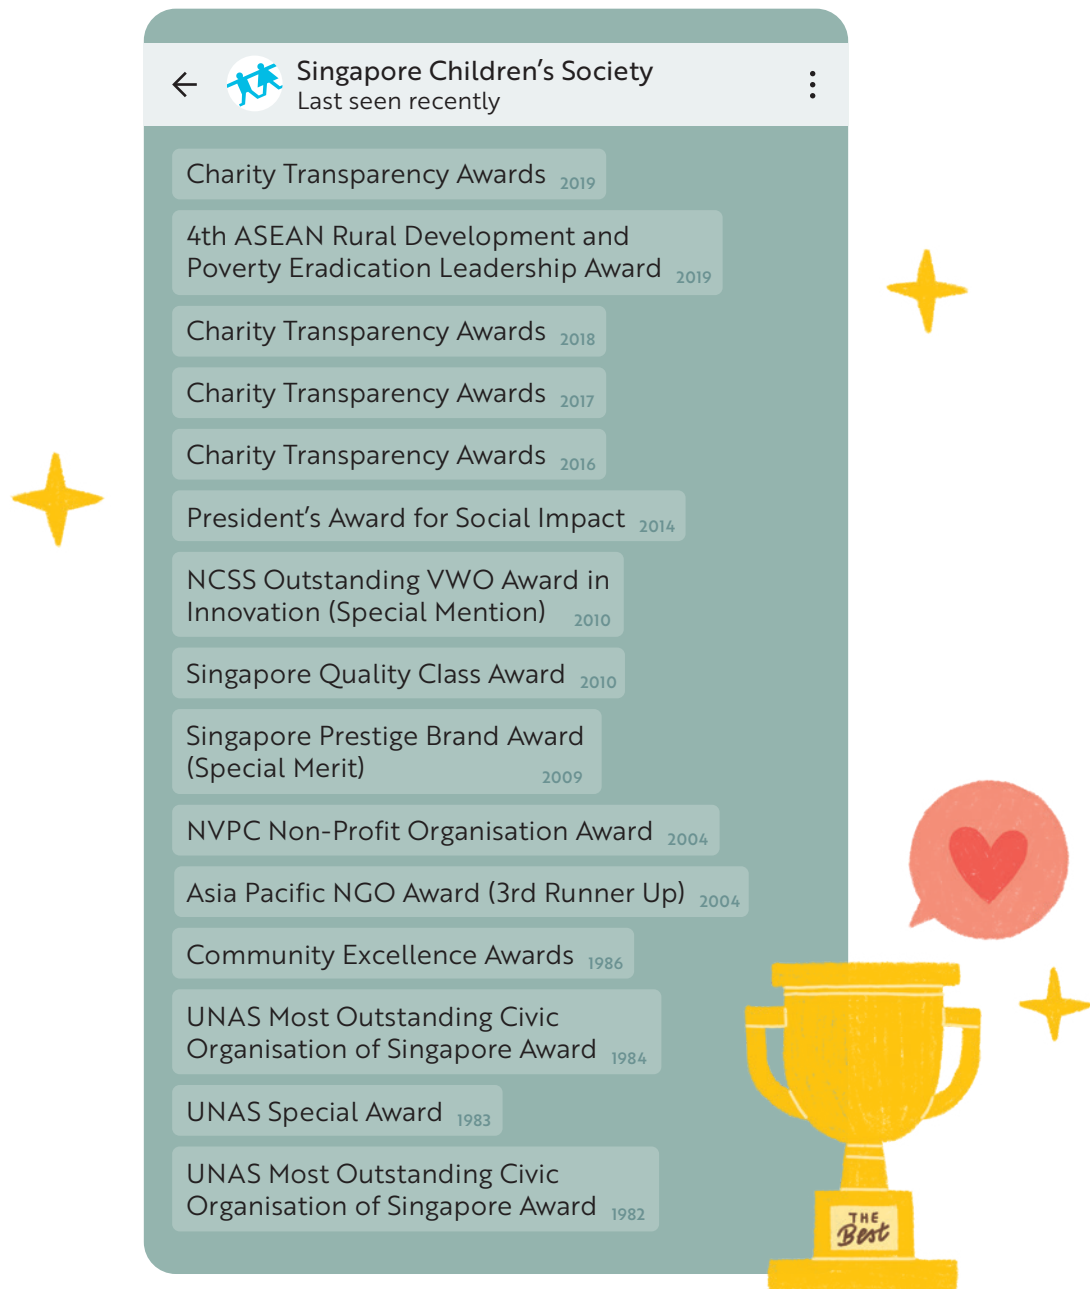 Singapore Children’s Society
Last seen recently
Charity Transparency Awards 2019
4th ASEAN Rural Development and
Poverty Eradication Leadership Award 2019
Charity Transparency Awards 2018
Charity Transparency Awards 2017
Charity Transparency Awards 2016
President’s Award for Social Impact 2014
NCSS Outstanding VWO Award in
Innovation (Special Mention) 2010
Singapore Quality Class Award 2010
Singapore Prestige Brand Award
(Special Merit) 2009
NVPC Non-Profit Organisation Award 2004
Asia Pacific NGO Award (3rd Runner Up) 2004
Community Excellence Awards 1986
UNAS Most Outstanding Civic
Organisation of Singapore Award 1984
UNAS Special Award 1983
UNAS Most Outstanding Civic
Organisation of Singapore Award 1982
THE
Best